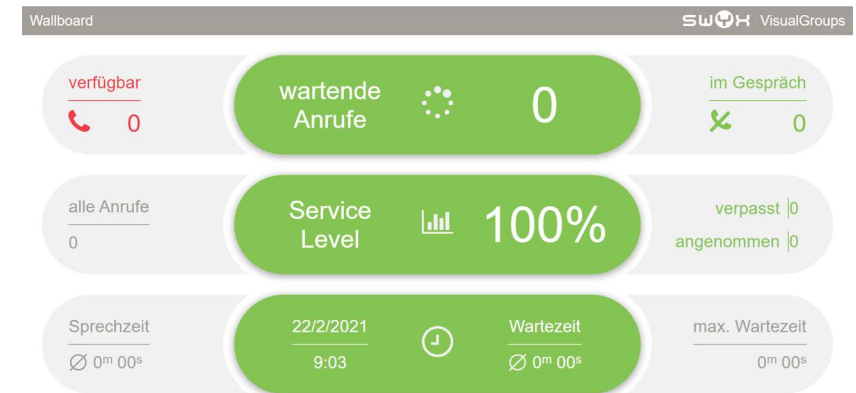 Wallboard
swyx VisualGroups
verfügbar
0
wartende
Anrufe
0
im Gespräch
0
alle Anrufe
0
Service
Level
100%
verpasst |0
angenommen |0
Sprechzeit
∅ 0m 00s
22/2/2021
9:03
Wartezeit
∅ 0m 00s
max. Wartezeit
0m 00s